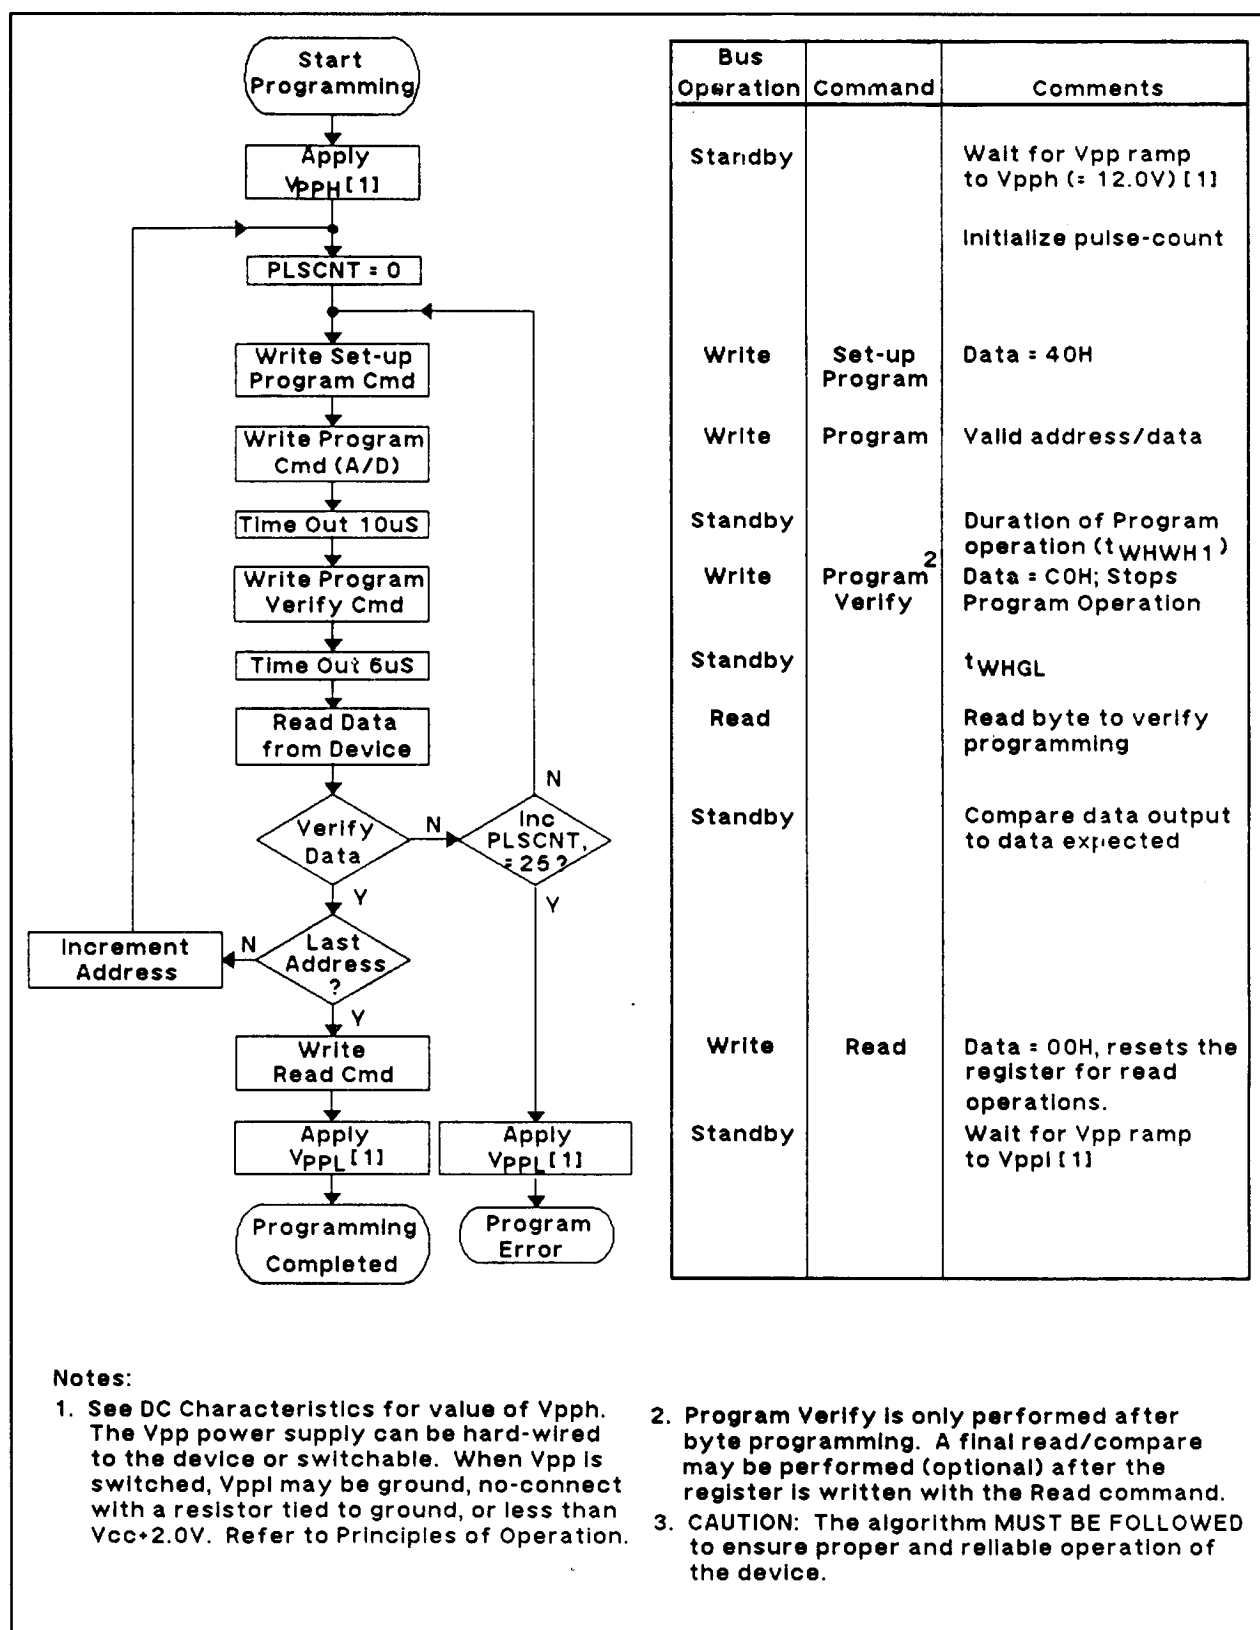 Start
Programming
Apply
VPPH[1]
PLSCNT = 0
Write Set-up
Program Cmd
Write Program
Cmd (A/D)
Time Out 10uS
Write Program
Verify Cmd
Time Out 6uS
Read Data
from Device
Verify
Data
N
Y
Inc
PLSCNT,
=25?
N
Y
Last
Address
?
N
Y
Increment
Address
Write
Read Cmd
Apply
VPPL[1]
Programming
Completed
Apply
VPPL[1]
Program
Error
Bus
Operation Command Comments
Standby Wait for Vpp ramp
to Vpph (= 12.0V) [1]
Initialize pulse-count
Write Set-up Data = 40H
Program
Write Program Valid address/data
Standby Duration of Program
operation (tWHWH1)
Write Program2 Data = C0H; Stops
Verify Program Operation
Standby tWHGL
Read Read byte to verify
programming
Standby Compare data output
to data expected
Write Read Data = 00H, resets the
register for read
operations.
Standby Wait for Vpp ramp
to Vppl [1]
Notes:
1. See DC Characteristics for value of Vpph.
The Vpp power supply can be hard-wired
to the device or switchable. When Vpp is
switched, Vppl may be ground, no-connect
with a resistor tied to ground, or less than
Vcc+2.0V. Refer to Principles of Operation.
2. Program Verify is only performed after
byte programming. A final read/compare
may be performed (optional) after the
register is written with the Read command.
3. CAUTION: The algorithm MUST BE FOLLOWED
to ensure proper and reliable operation of
the device.